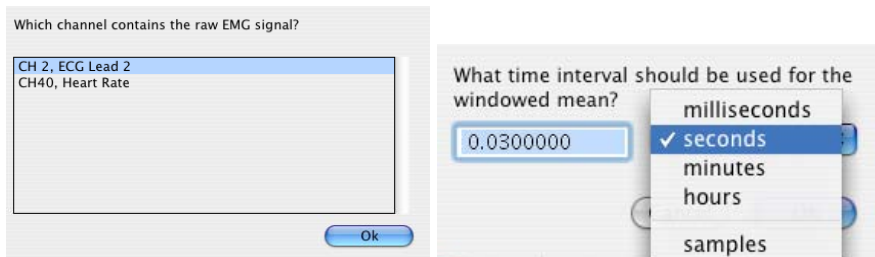 Which channel contains the raw EMG signal?
CH 2, ECG Lead 2
CH40, Heart Rate
Ok
What time interval should be used for the
windowed mean?
0.0300000
milliseconds
✓ seconds
minutes
hours
samples